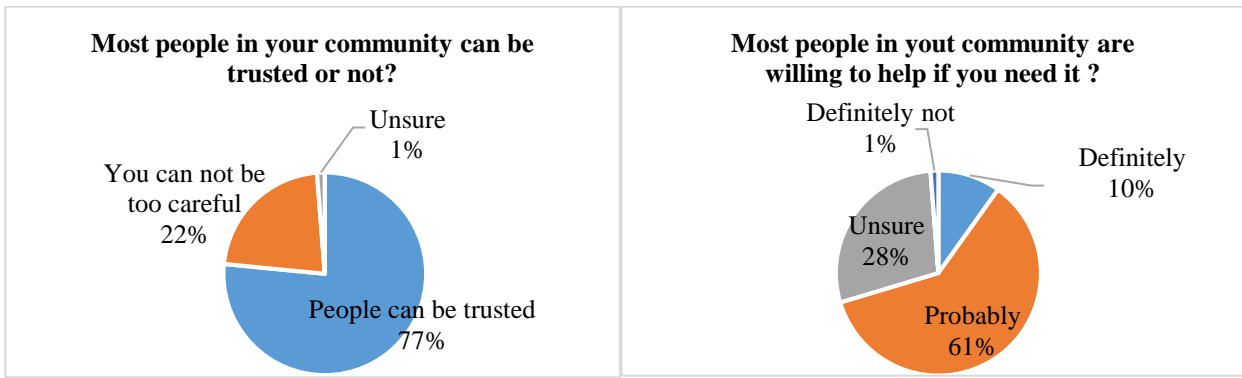 Most people in your community can be
trusted or not?
Unsure
1%
You can not be
too careful
22%
People can be trusted
77%
Most people in yout community are
willing to help if you need it ?
Definitely not
1%
Definitely
10%
Unsure
28%
Probably
61%